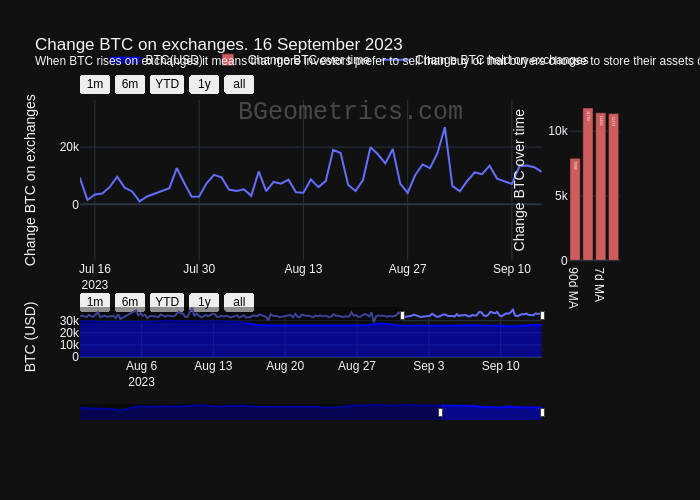 Change BTC on exchanges. 16 September 2023
BTC(USD) Change BTC over time Change BTC held on exchanges
When BTC rises on exchanges it means that more investors prefer to sell than buy or that buyers choose to store their assets o
1m 6m YTD 1y all
BGeometrics.com
Change BTC on exchanges
20k
0
Jul 16 Jul 30 Aug 13 Aug 27 Sep 10
2023
Change BTC over time
10k
5k
0
90d MA 7d MA
1m 6m YTD 1y all
BTC (USD)
30k
20k
10k
0
Aug 6 Aug 13 Aug 20 Aug 27 Sep 3 Sep 10
2023